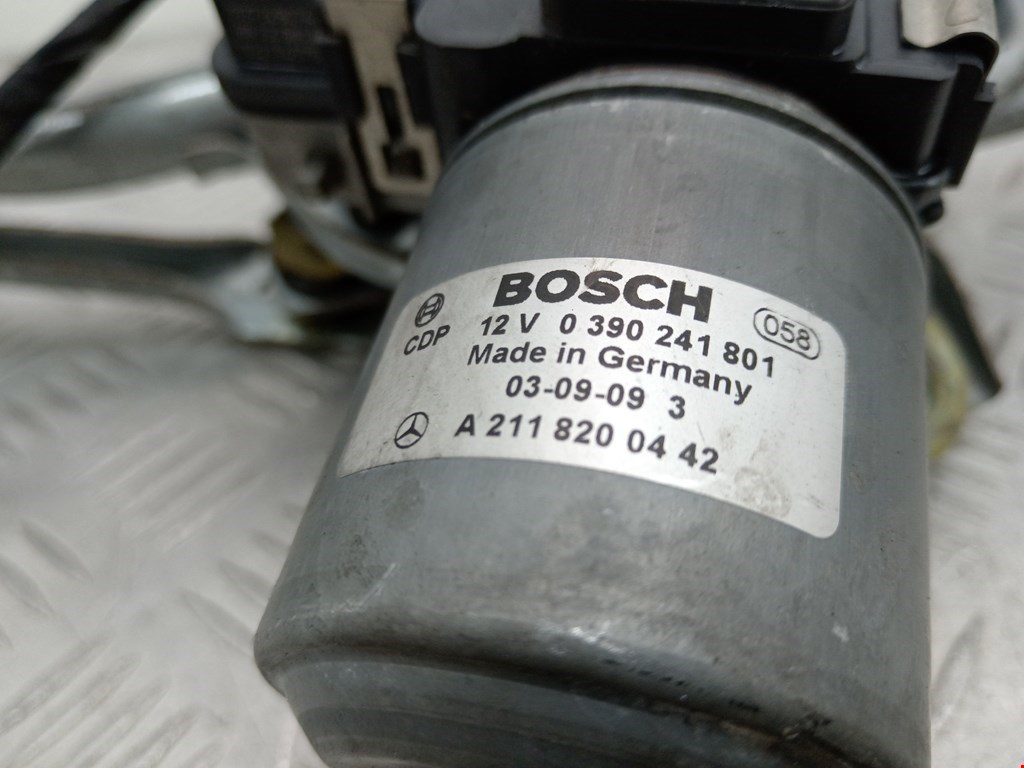 BOSCH
058
CDP
12 V 0 390 241 801
Made in Germany
03-09-09 3
A 211 820 04 42